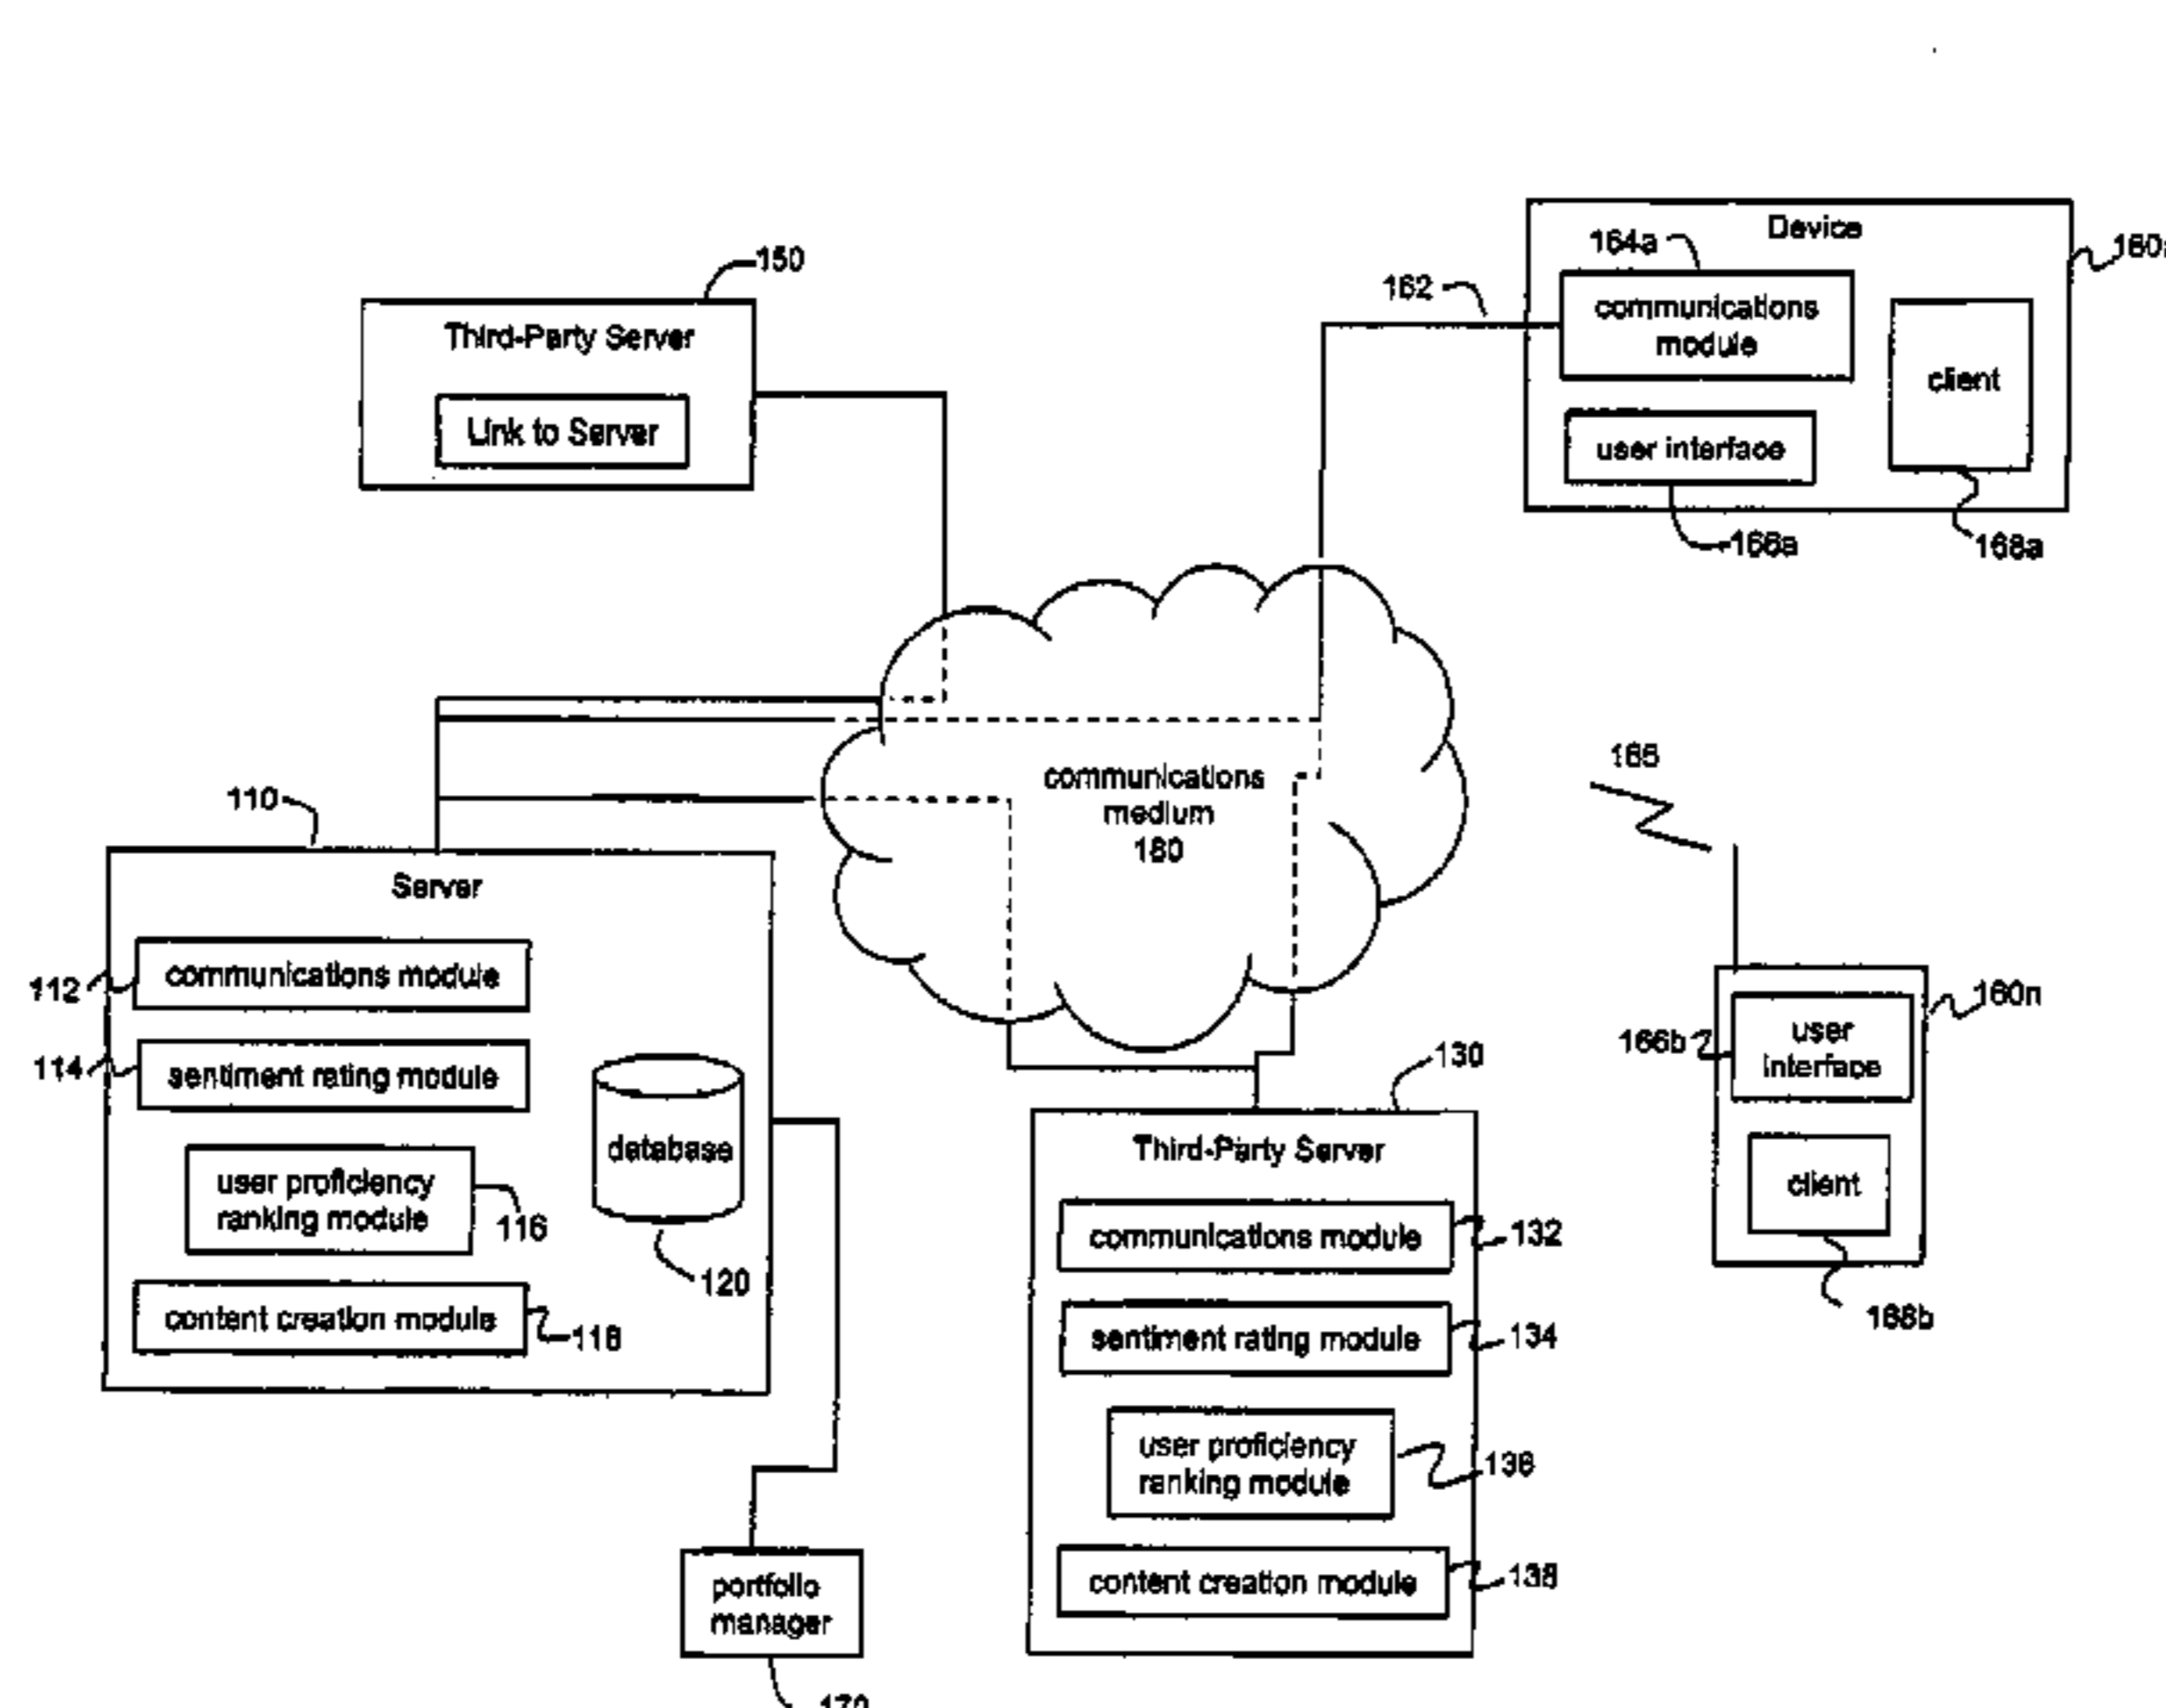 150
Third-Party Server
Link to Server
Device
164a
162
communications
module
client
user interface
166a
168a
communications
medium
180
165
110
Server
112
communications module
114
sentiment rating module
user proficiency
ranking module
116
database
120
content creation module
118
portfolio
manager
130
Third-Party Server
communications module
132
sentiment rating module
134
user proficiency
ranking module
136
content creation module
138
160n
166b
user
interface
client
168b